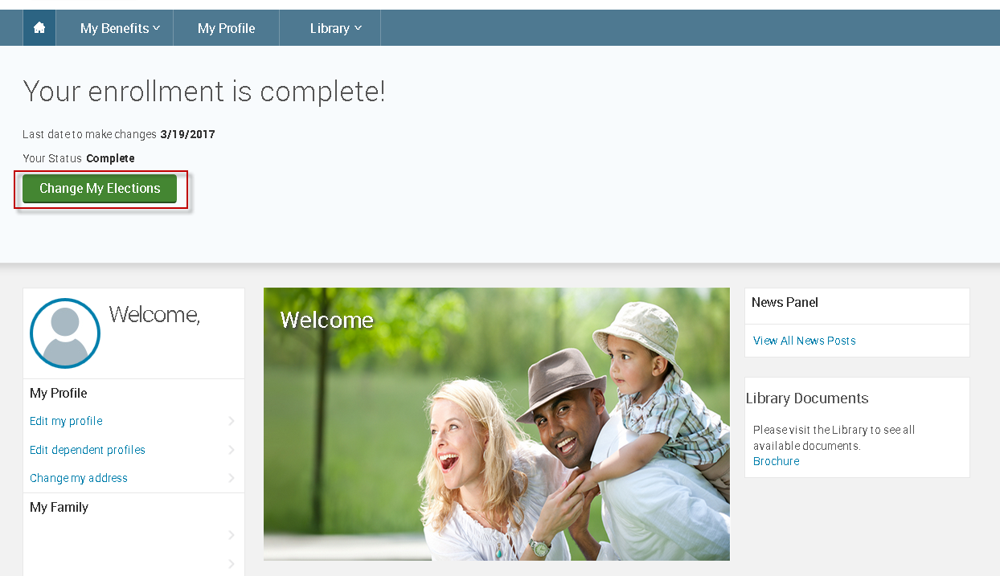 My Benefits
My Profile
Library
Your enrollment is complete!
Last date to make changes 3/19/2017
Your Status Complete
Change My Elections
Welcome,
My Profile
Edit my profile
Edit dependent profiles
Change my address
My Family
Welcome
News Panel
View All News Posts
Library Documents
Please visit the Library to see all
available documents.
Brochure